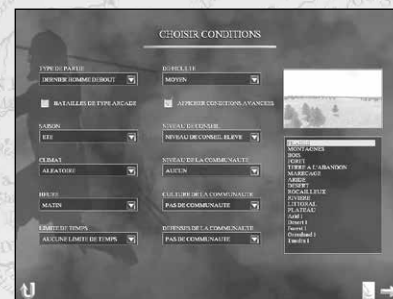 CHOISIR CONDITIONS
TYPE DE PARTIE
DERNIER HOMME DEBOUT
DIFFICULTE
MOYEN
BATAILLES DE TYPE ARCADE
AFFICHER CONDITIONS AVANCEES
SAISON
ETE
NIVEAU DE CONSEIL
NIVEAU DE CONSEIL ELEVE
CLIMAT
ALEATOIRE
NIVEAU DE LA COMMUNAUTE
AUCUN
HEURE
MATIN
CULTURE DE LA COMMUNAUTE
PAS DE COMMUNAUTE
LIMITE DE TEMPS
AUCUNE LIMITE DE TEMPS
DEFENSES DE LA COMMUNAUTE
PAS DE COMMUNAUTE
MONTAGNES
BOIS
FORET
TERRE A L'ABANDON
MARECAGE
ARIDE
DESERT
ROCAILLEUX
RIVIERE
LITTORAL
PLATEAU
Arid 1
Desert 1
Forest 1
Grassland 1
Tundra 1